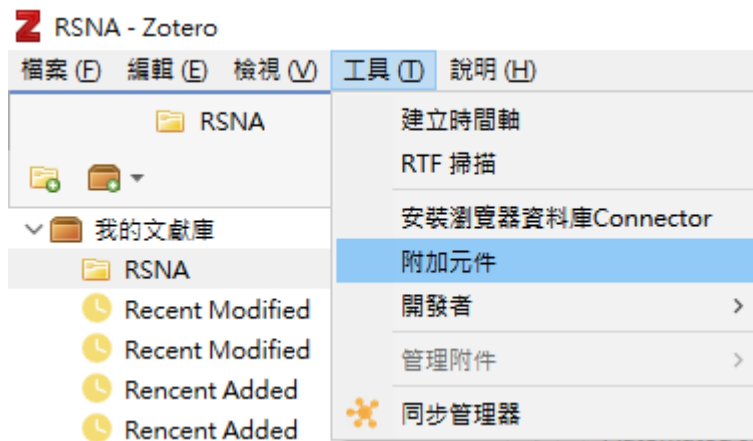 RSNA - Zotero
檔案 (F) 編輯 (E) 檢視 (V) 工具 (T) 說明 (H)
RSNA
建立時間軸
RTF 掃描
安裝瀏覽器資料庫Connector
附加元件
開發者
管理附件
同步管理器
我的文獻庫
RSNA
Recent Modified
Recent Modified
Rencent Added
Rencent Added